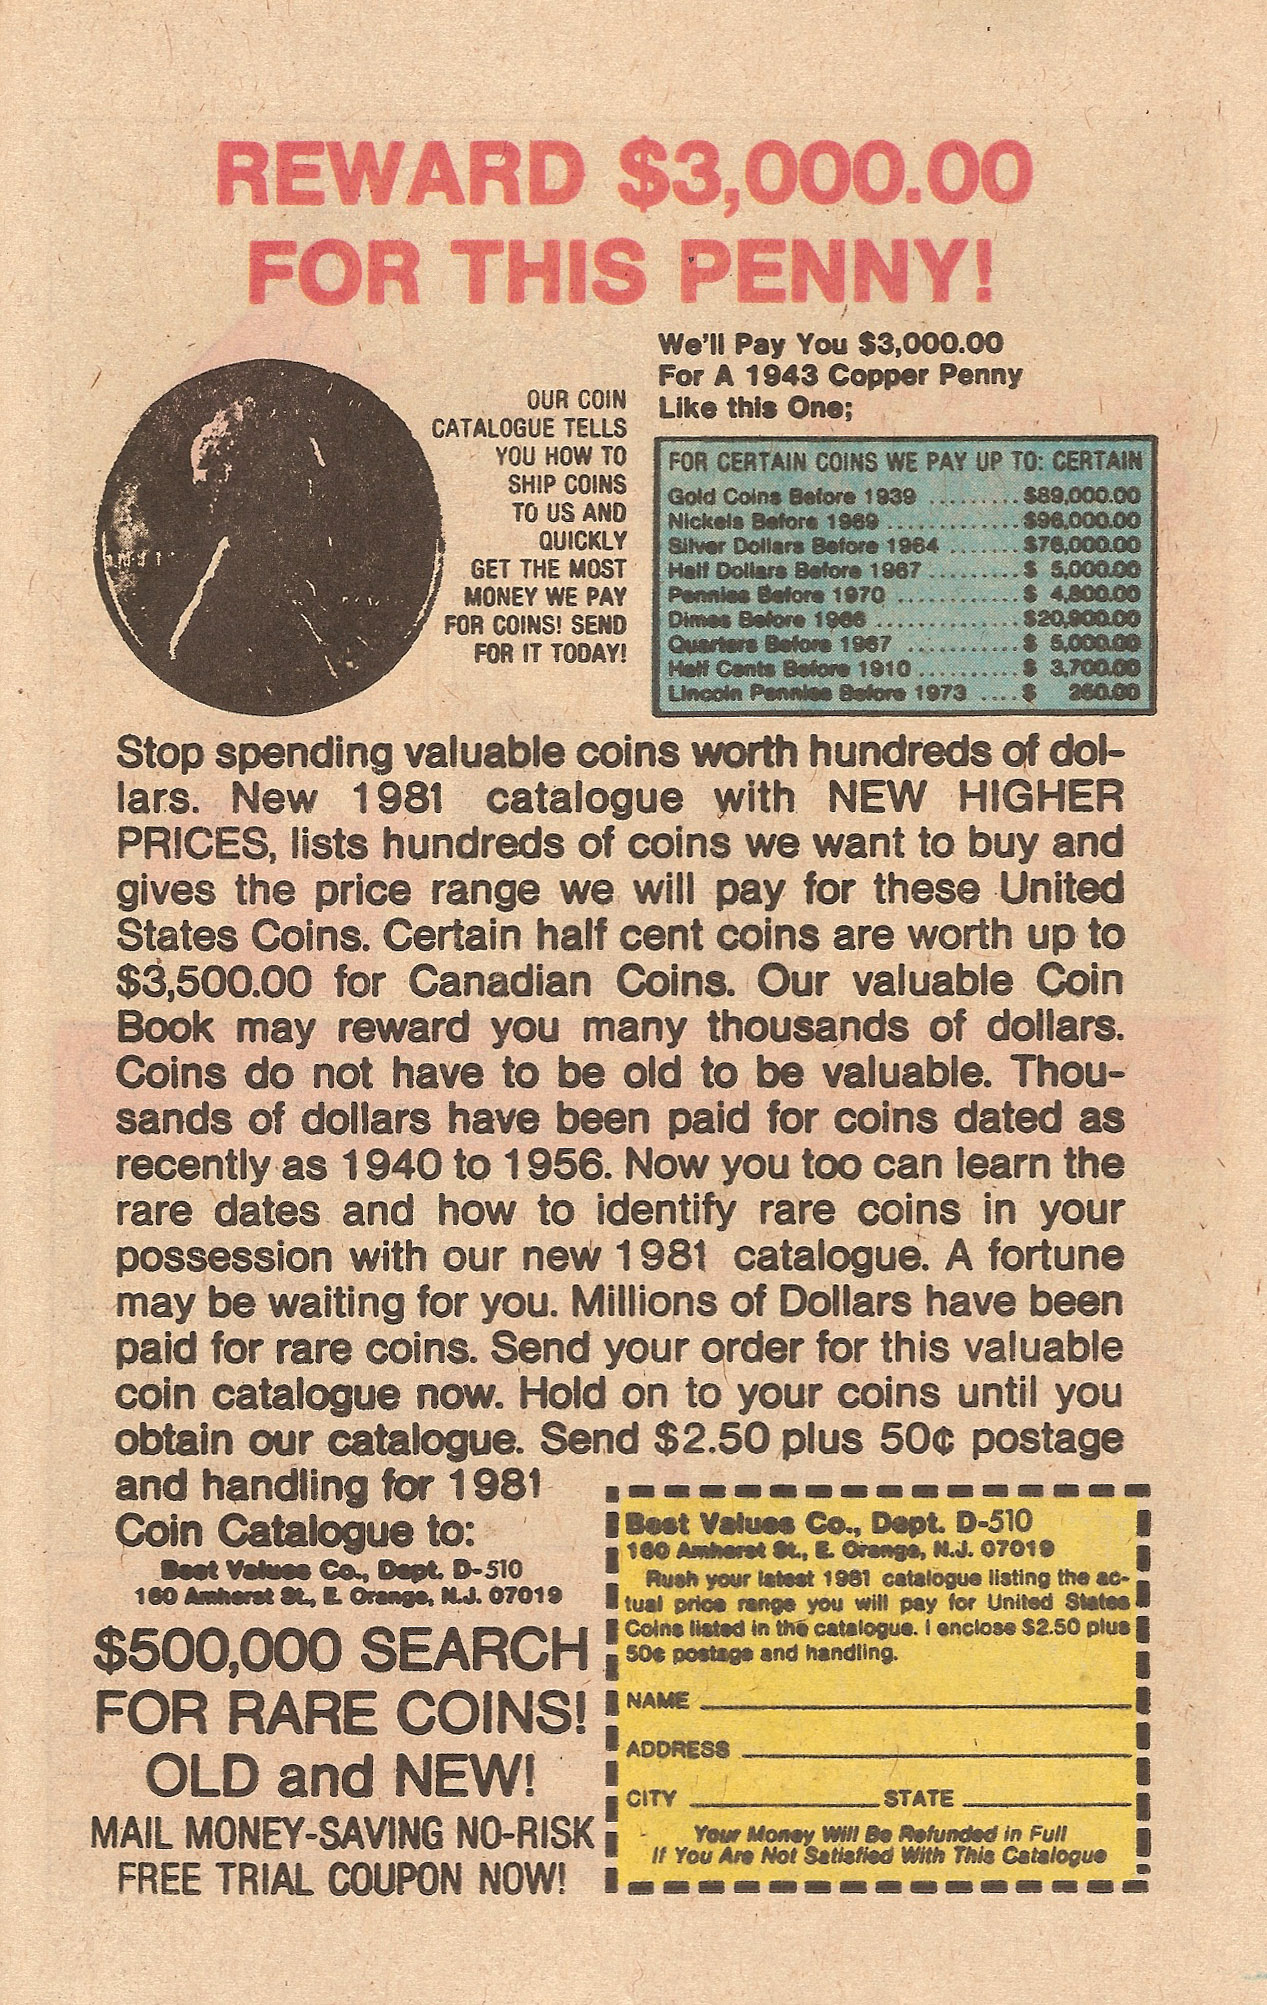 REWARD $3,000.00
FOR THIS PENNY!
We'll Pay You $3,000.00
For A 1943 Copper Penny
Like this One;
OUR COIN
CATALOGUE TELLS
YOU HOW TO
SHIP COINS
TO US AND
QUICKLY
GET THE MOST
MONEY WE PAY
FOR COINS! SEND
FOR IT TODAY!
FOR CERTAIN COINS WE PAY UP TO: CERTAIN
Gold Coins Before 1939 ......... $89,000.00
Nickels Before 1969 ............. $96,000.00
Silver Dollars Before 1964 ....... $76,000.00
Half Dollars Before 1967 ......... $ 5,000.00
Pennies Before 1970 ............ $ 4,800.00
Dimes Before 1966 .............. $20,900.00
Quarters Before 1967 ........... $ 5,000.00
Half Cents Before 1910 .......... $ 3,700.00
Lincoln Pennies Before 1973 .... $ 250.00
Stop spending valuable coins worth hundreds of dol-
lars. New 1981 catalogue with NEW HIGHER
PRICES, lists hundreds of coins we want to buy and
gives the price range we will pay for these United
States Coins. Certain half cent coins are worth up to
$3,500.00 for Canadian Coins. Our valuable Coin
Book may reward you many thousands of dollars.
Coins do not have to be old to be valuable. Thou-
sands of dollars have been paid for coins dated as
recently as 1940 to 1956. Now you too can learn the
rare dates and how to identify rare coins in your
possession with our new 1981 catalogue. A fortune
may be waiting for you. Millions of Dollars have been
paid for rare coins. Send your order for this valuable
coin catalogue now. Hold on to your coins until you
obtain our catalogue. Send $2.50 plus 50¢ postage
and handling for 1981
Coin Catalogue to:
Best Values Co., Dept. D-510
160 Amherst St., E. Orange, N.J. 07019
$500,000 SEARCH
FOR RARE COINS!
OLD and NEW!
MAIL MONEY-SAVING NO-RISK
FREE TRIAL COUPON NOW!
Best Values Co., Dept. D-510
160 Amherst St., E. Orange, N.J. 07019
Rush your latest 1981 catalogue listing the ac-
tual price range you will pay for United States
Coins listed in the catalogue. I enclose $2.50 plus
50¢ postage and handling.
NAME
ADDRESS
CITY STATE
Your Money Will Be Refunded in Full
If You Are Not Satisfied With This Catalogue